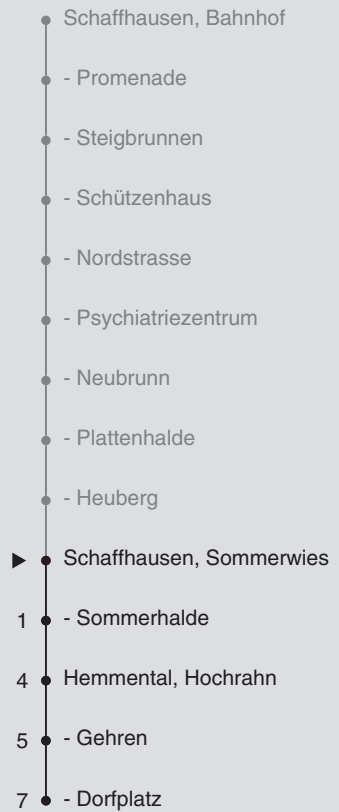 Schaffhausen, Bahnhof
- Promenade
- Steigbrunnen
- Schützenhaus
- Nordstrasse
- Psychiatriezentrum
- Neubrunn
- Plattenhalde
- Heuberg
Schaffhausen, Sommerwies
1 - Sommerhalde
4 Hemmental, Hochrahn
5 - Gehren
7 - Dorfplatz